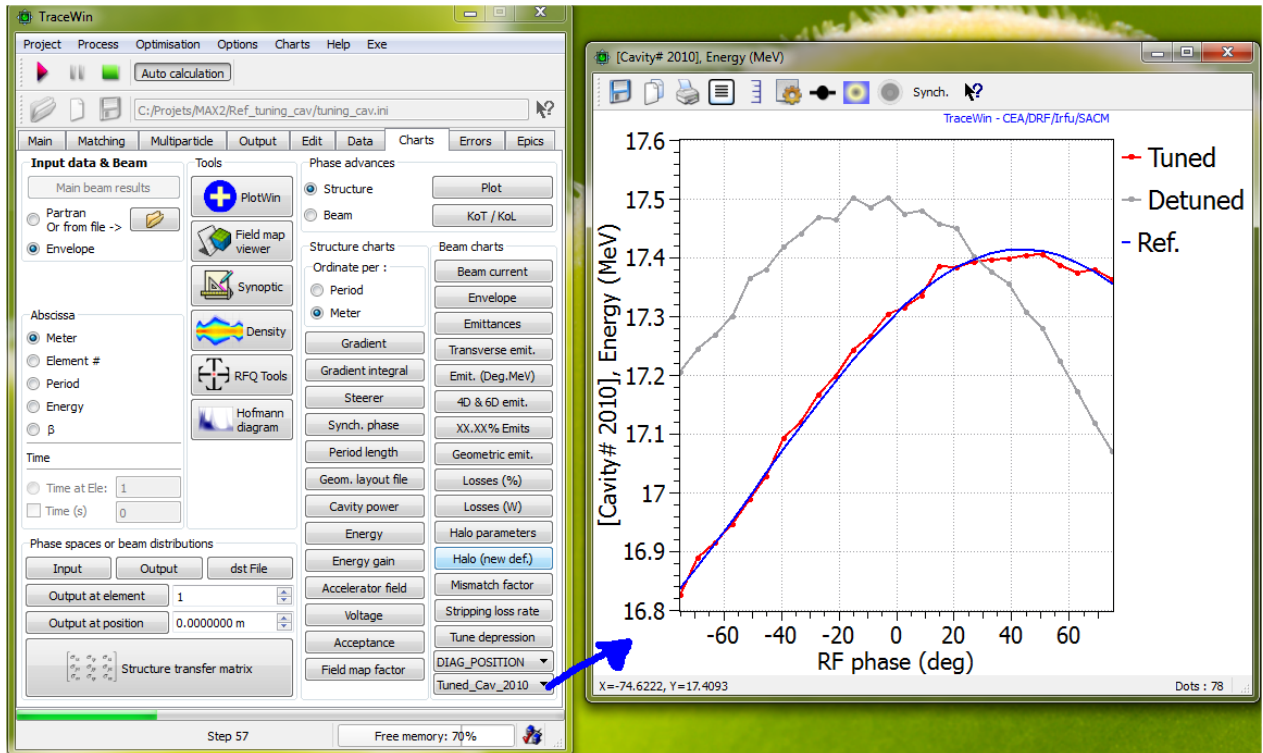 TraceWin
Project Process Optimisation Options Charts Help Exe
Auto calculation
C:/Projets/MAX2/Ref_tuning_cav/tuning_cav.ini
Main Matching Multiparticle Output Edit Data Charts Errors Epics
Input data & Beam
Main beam results
Partran
Or from file ->
Envelope
Abscissa
Meter
Element #
Period
Energy
β
Time
Time at Ele: 1
Time (s) 0
Tools
PlotWin
Field map
viewer
Synoptic
Density
RFQ Tools
Hofmann
diagram
Phase advances
Structure
Plot
Beam
KoT / KoL
Structure charts
Ordinate per :
Period
Meter
Gradient
Gradient integral
Steerer
Synch. phase
Period length
Geom. layout file
Cavity power
Energy
Energy gain
Accelerator field
Voltage
Acceptance
Field map factor
Beam charts
Beam current
Envelope
Emittances
Transverse emit.
Emit. (Deg.MeV)
4D & 6D emit.
XX.XX% Emits
Geometric emit.
Losses (%)
Losses (W)
Halo parameters
Halo (new def.)
Mismatch factor
Stripping loss rate
Tune depression
DIAG_POSITION
Tuned_Cav_2010
Phase spaces or beam distributions
Input Output dst File
Output at element 1
Output at position 0.0000000 m
Structure transfer matrix
Step 57
Free memory: 70%
[Cavity# 2010], Energy (MeV)
Synch.
TraceWin - CEA/DRF/Irfu/SACM
[Cavity# 2010], Energy (MeV)
17.6
17.5
17.4
17.3
17.2
17.1
17
16.9
16.8
-60 -40 -20 0 20 40 60
RF phase (deg)
Tuned
Detuned
Ref.
X=-74.6222, Y=17.4093
Dots : 78